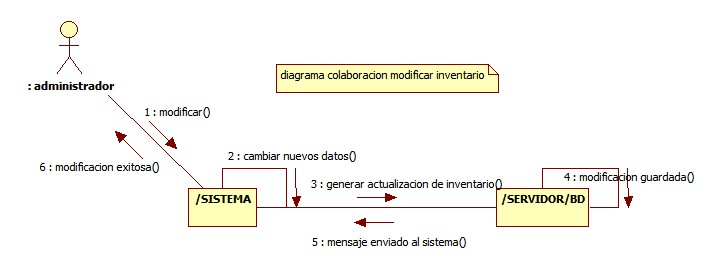 diagrama colaboracion modificar inventario
: administrador
1 : modificar()
6 : modificacion exitosa()
2 : cambiar nuevos datos()
3 : generar actualizacion de inventario()
4 : modificacion guardada()
/SISTEMA
/SERVIDOR/BD
5 : mensaje enviado al sistema()